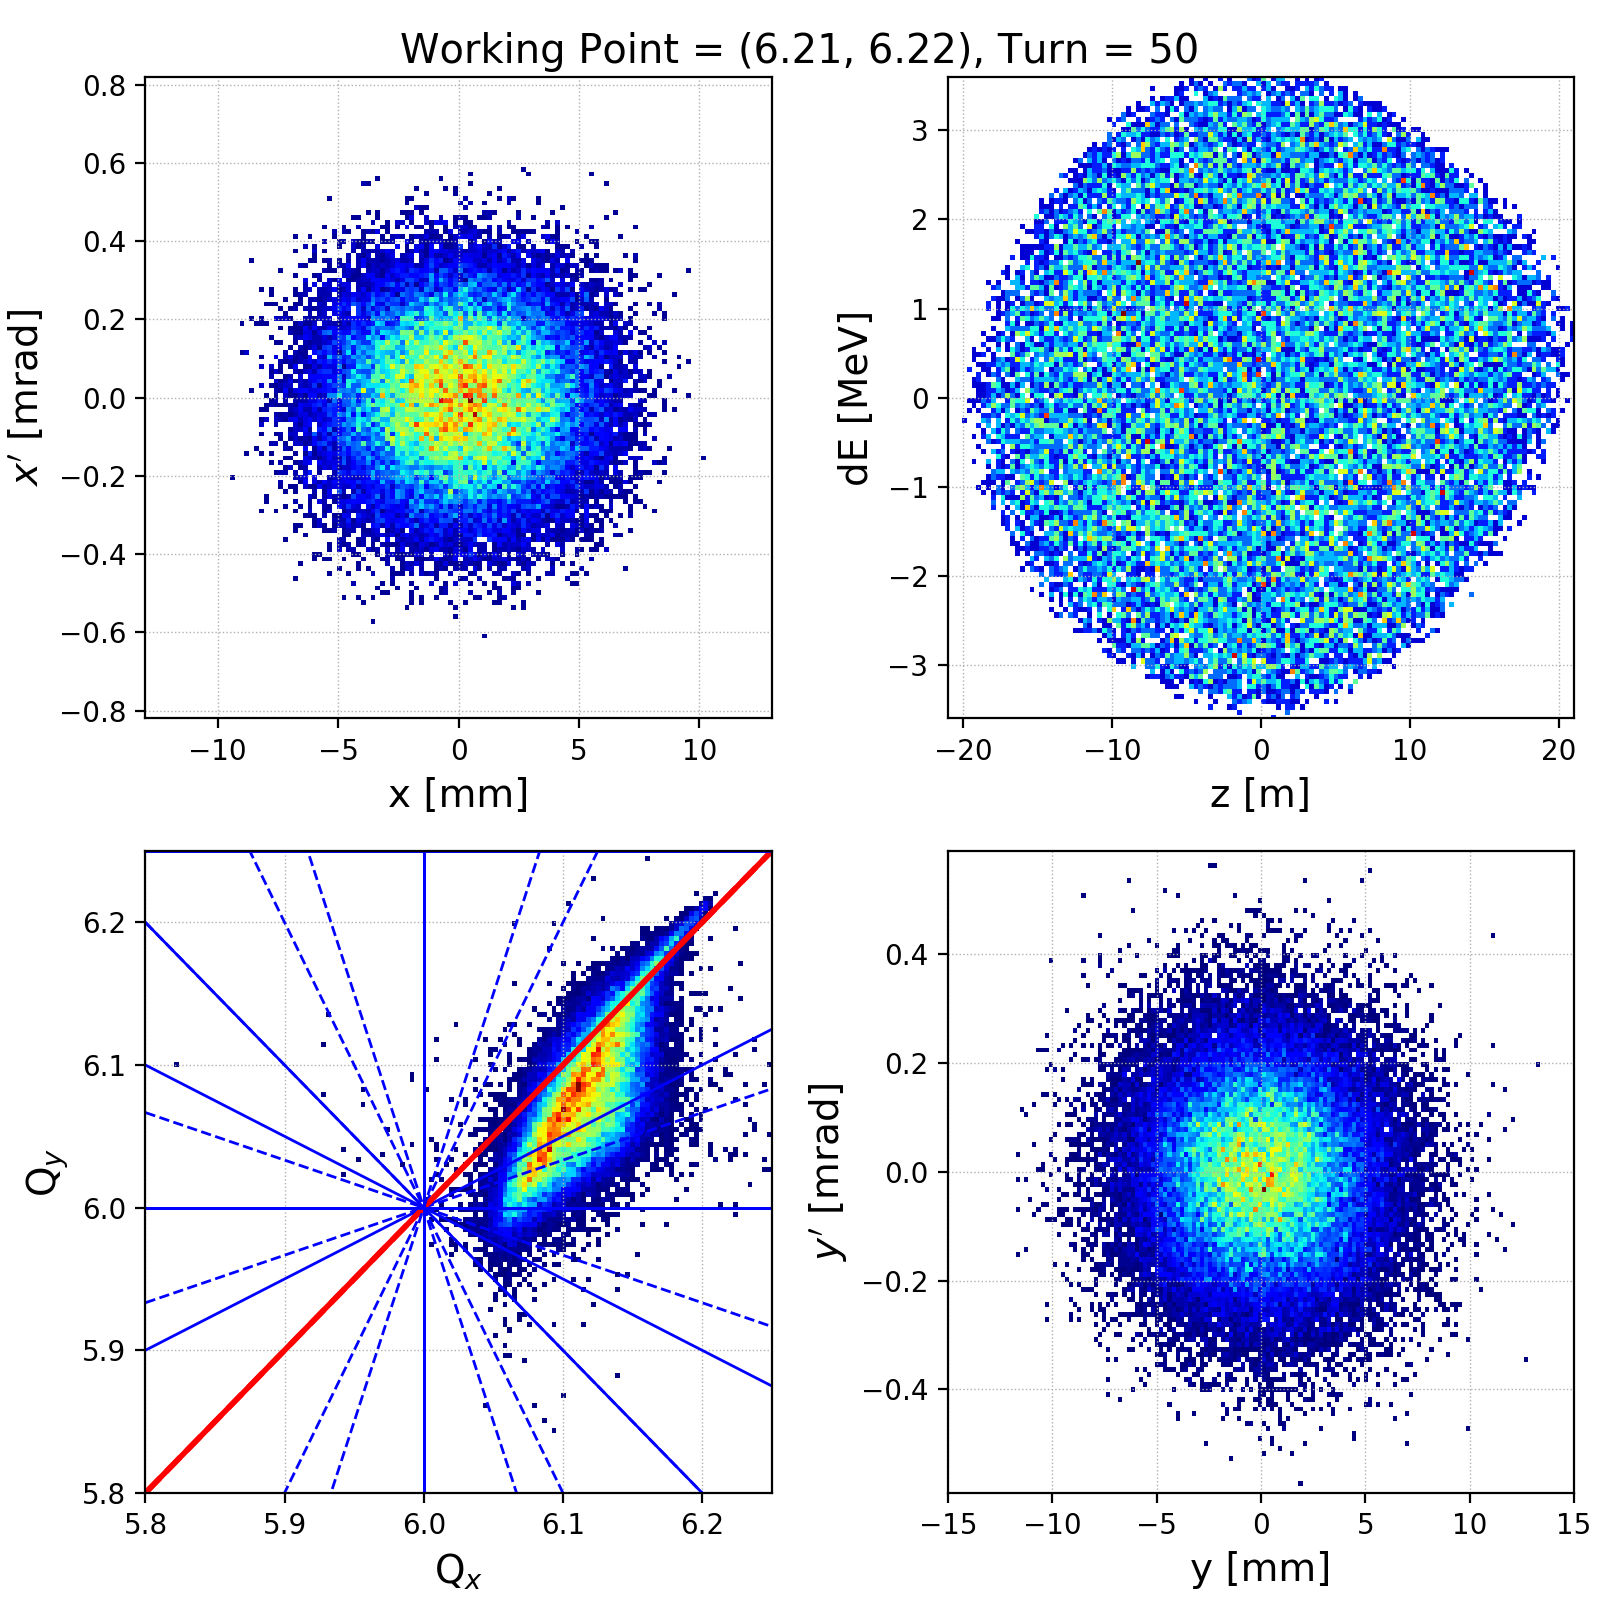 Working Point = (6.21, 6.22), Turn = 50
0.8
0.6
0.4
0.2
0.0
−0.2
−0.4
−0.6
−0.8
x′ [mrad]
−10 −5 0 5 10
x [mm]
3
2
1
0
−1
−2
−3
dE [MeV]
−20 −10 0 10 20
z [m]
6.2
6.1
6.0
5.9
5.8
Qy
5.8 5.9 6.0 6.1 6.2
Qx
0.4
0.2
0.0
−0.2
−0.4
y′ [mrad]
−15 −10 −5 0 5 10 15
y [mm]